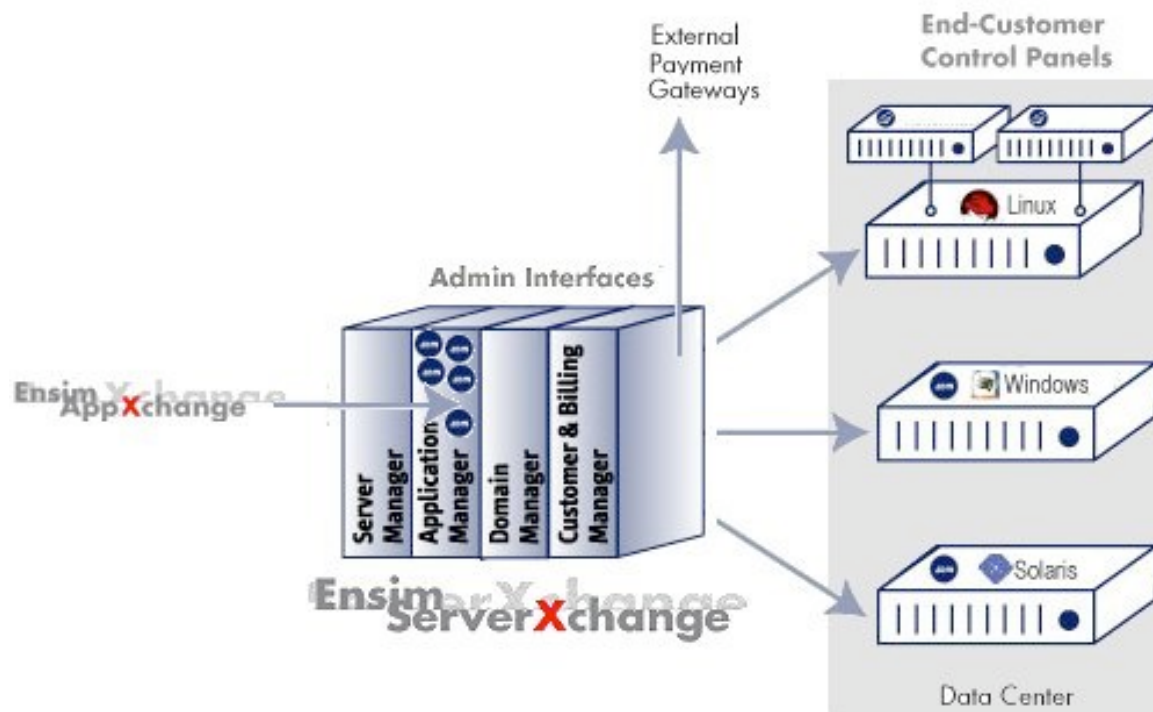 External
Payment
Gateways
End-Customer
Control Panels
Linux
Admin Interfaces
Ensim
AppXchange
Server
Manager
Application
Manager
Domain
Manager
Customer & Billing
Manager
Windows
Solaris
Ensim
ServerXchange
Data Center